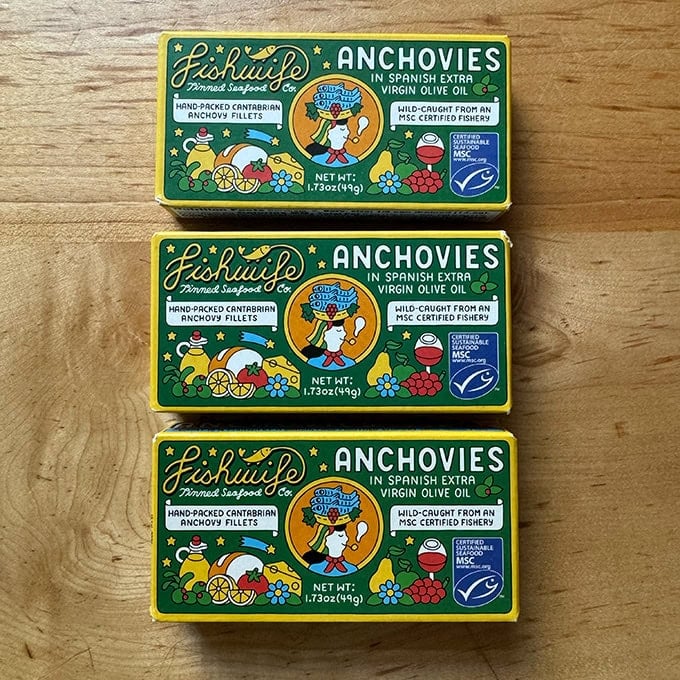 Fishwife
Tinned Seafood Co.
ANCHOVIES
IN SPANISH EXTRA
VIRGIN OLIVE OIL
HAND-PACKED CANTABRIAN
ANCHOVY FILLETS
WILD-CAUGHT FROM AN
MSC CERTIFIED FISHERY
CERTIFIED
SUSTAINABLE
SEAFOOD
MSC
www.msc.org
NET WT:
1.73oz(49g)
Fishwife
Tinned Seafood Co.
ANCHOVIES
IN SPANISH EXTRA
VIRGIN OLIVE OIL
HAND-PACKED CANTABRIAN
ANCHOVY FILLETS
WILD-CAUGHT FROM AN
MSC CERTIFIED FISHERY
CERTIFIED
SUSTAINABLE
SEAFOOD
MSC
www.msc.org
NET WT:
1.73oz(49g)
Fishwife
Tinned Seafood Co.
ANCHOVIES
IN SPANISH EXTRA
VIRGIN OLIVE OIL
HAND-PACKED CANTABRIAN
ANCHOVY FILLETS
WILD-CAUGHT FROM AN
MSC CERTIFIED FISHERY
CERTIFIED
SUSTAINABLE
SEAFOOD
MSC
www.msc.org
NET WT:
1.73oz(49g)